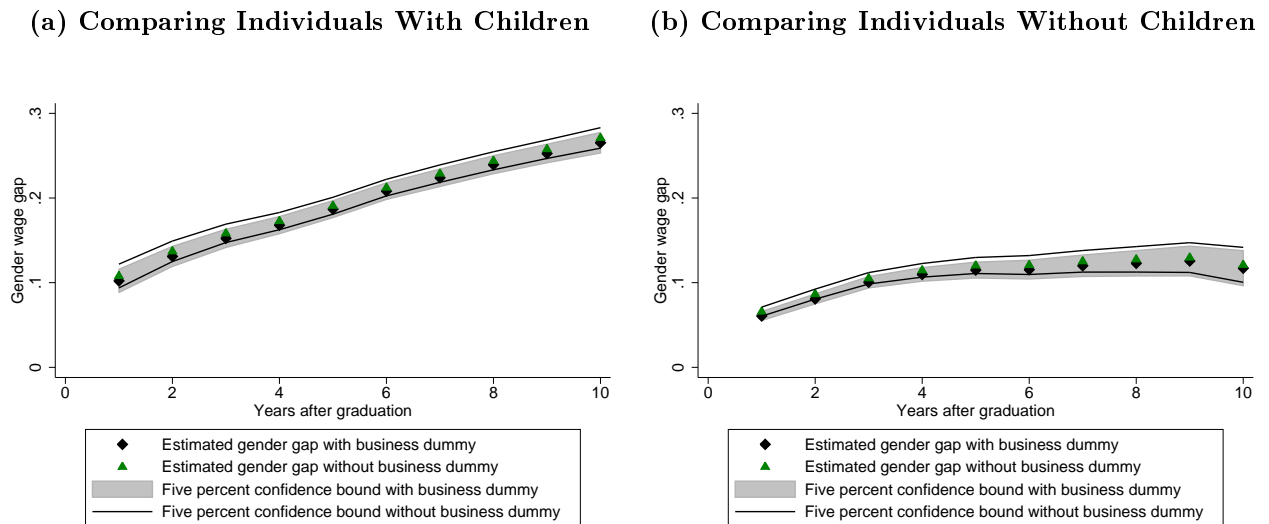 (a) Comparing Individuals With Children
.3
.2
.1
0
Gender wage gap
0 2 4 6 8 10
Years after graduation
Estimated gender gap with business dummy
Estimated gender gap without business dummy
Five percent confidence bound with business dummy
Five percent confidence bound without business dummy
(b) Comparing Individuals Without Children
.3
.2
.1
0
Gender wage gap
0 2 4 6 8 10
Years after graduation
Estimated gender gap with business dummy
Estimated gender gap without business dummy
Five percent confidence bound with business dummy
Five percent confidence bound without business dummy